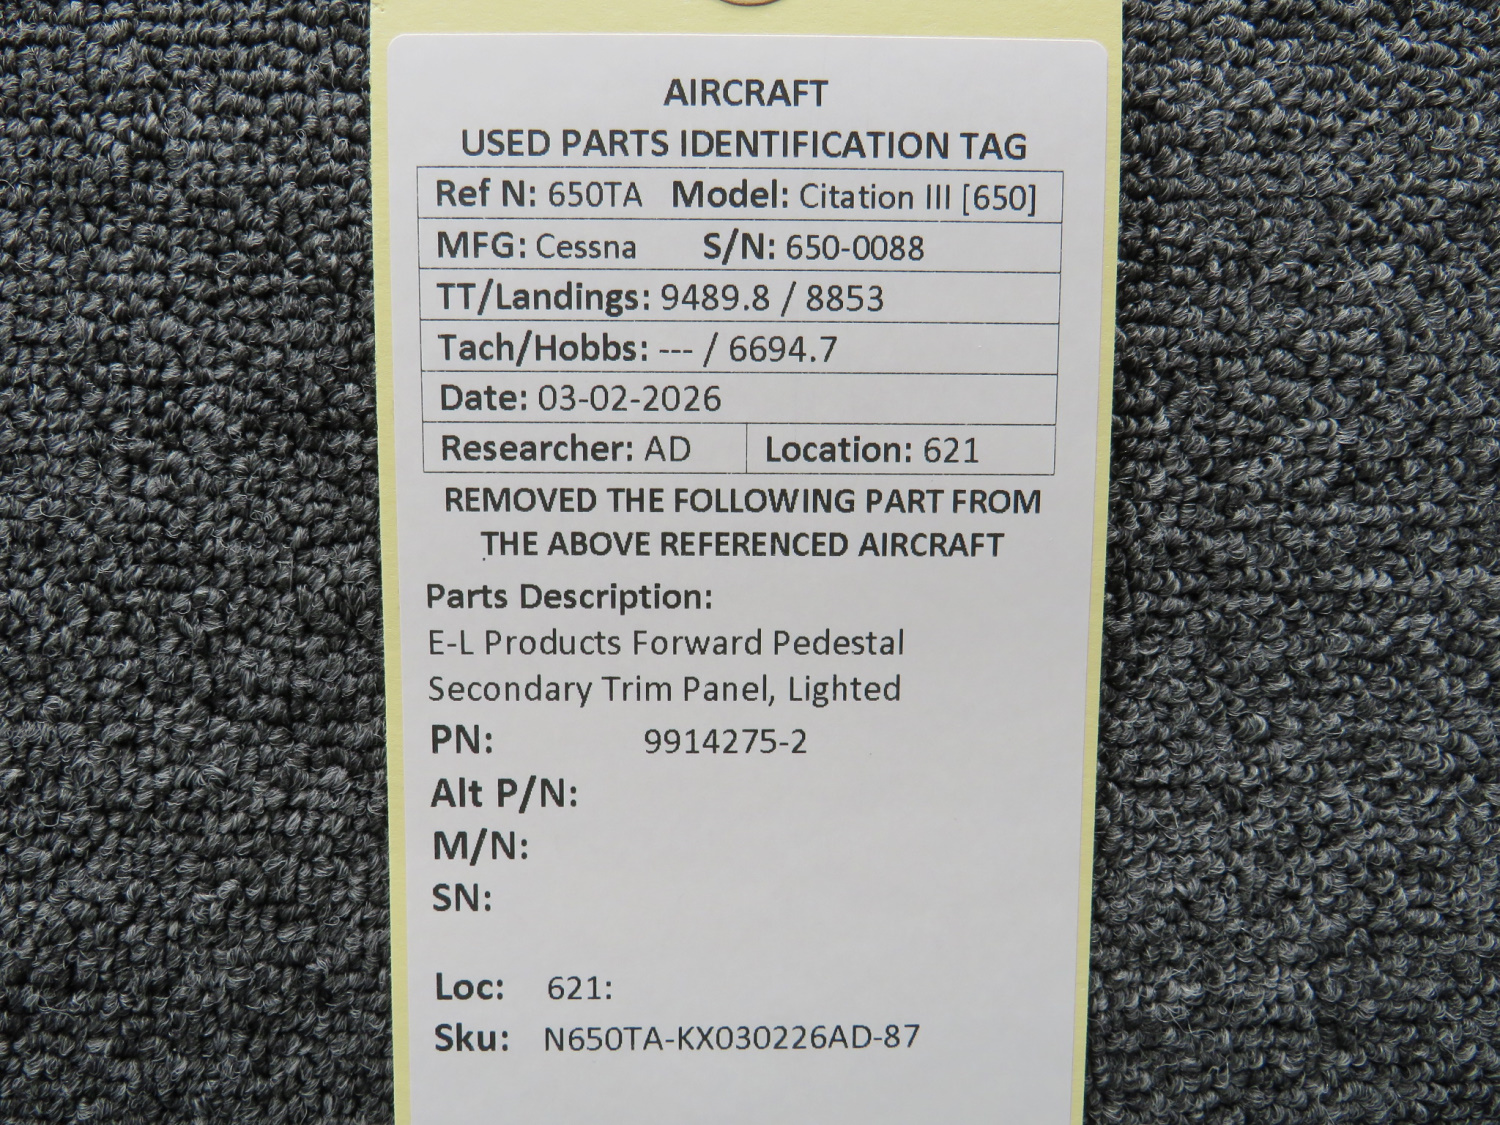 AIRCRAFT
USED PARTS IDENTIFICATION TAG
Ref N: 650TA Model: Citation III [650]
MFG: Cessna S/N: 650-0088
TT/Landings: 9489.8 / 8853
Tach/Hobbs: --- / 6694.7
Date: 03-02-2026
Researcher: AD Location: 621
REMOVED THE FOLLOWING PART FROM
THE ABOVE REFERENCED AIRCRAFT
Parts Description:
E-L Products Forward Pedestal
Secondary Trim Panel, Lighted
PN: 9914275-2
Alt P/N:
M/N:
SN:
Loc: 621:
Sku: N650TA-KX030226AD-87